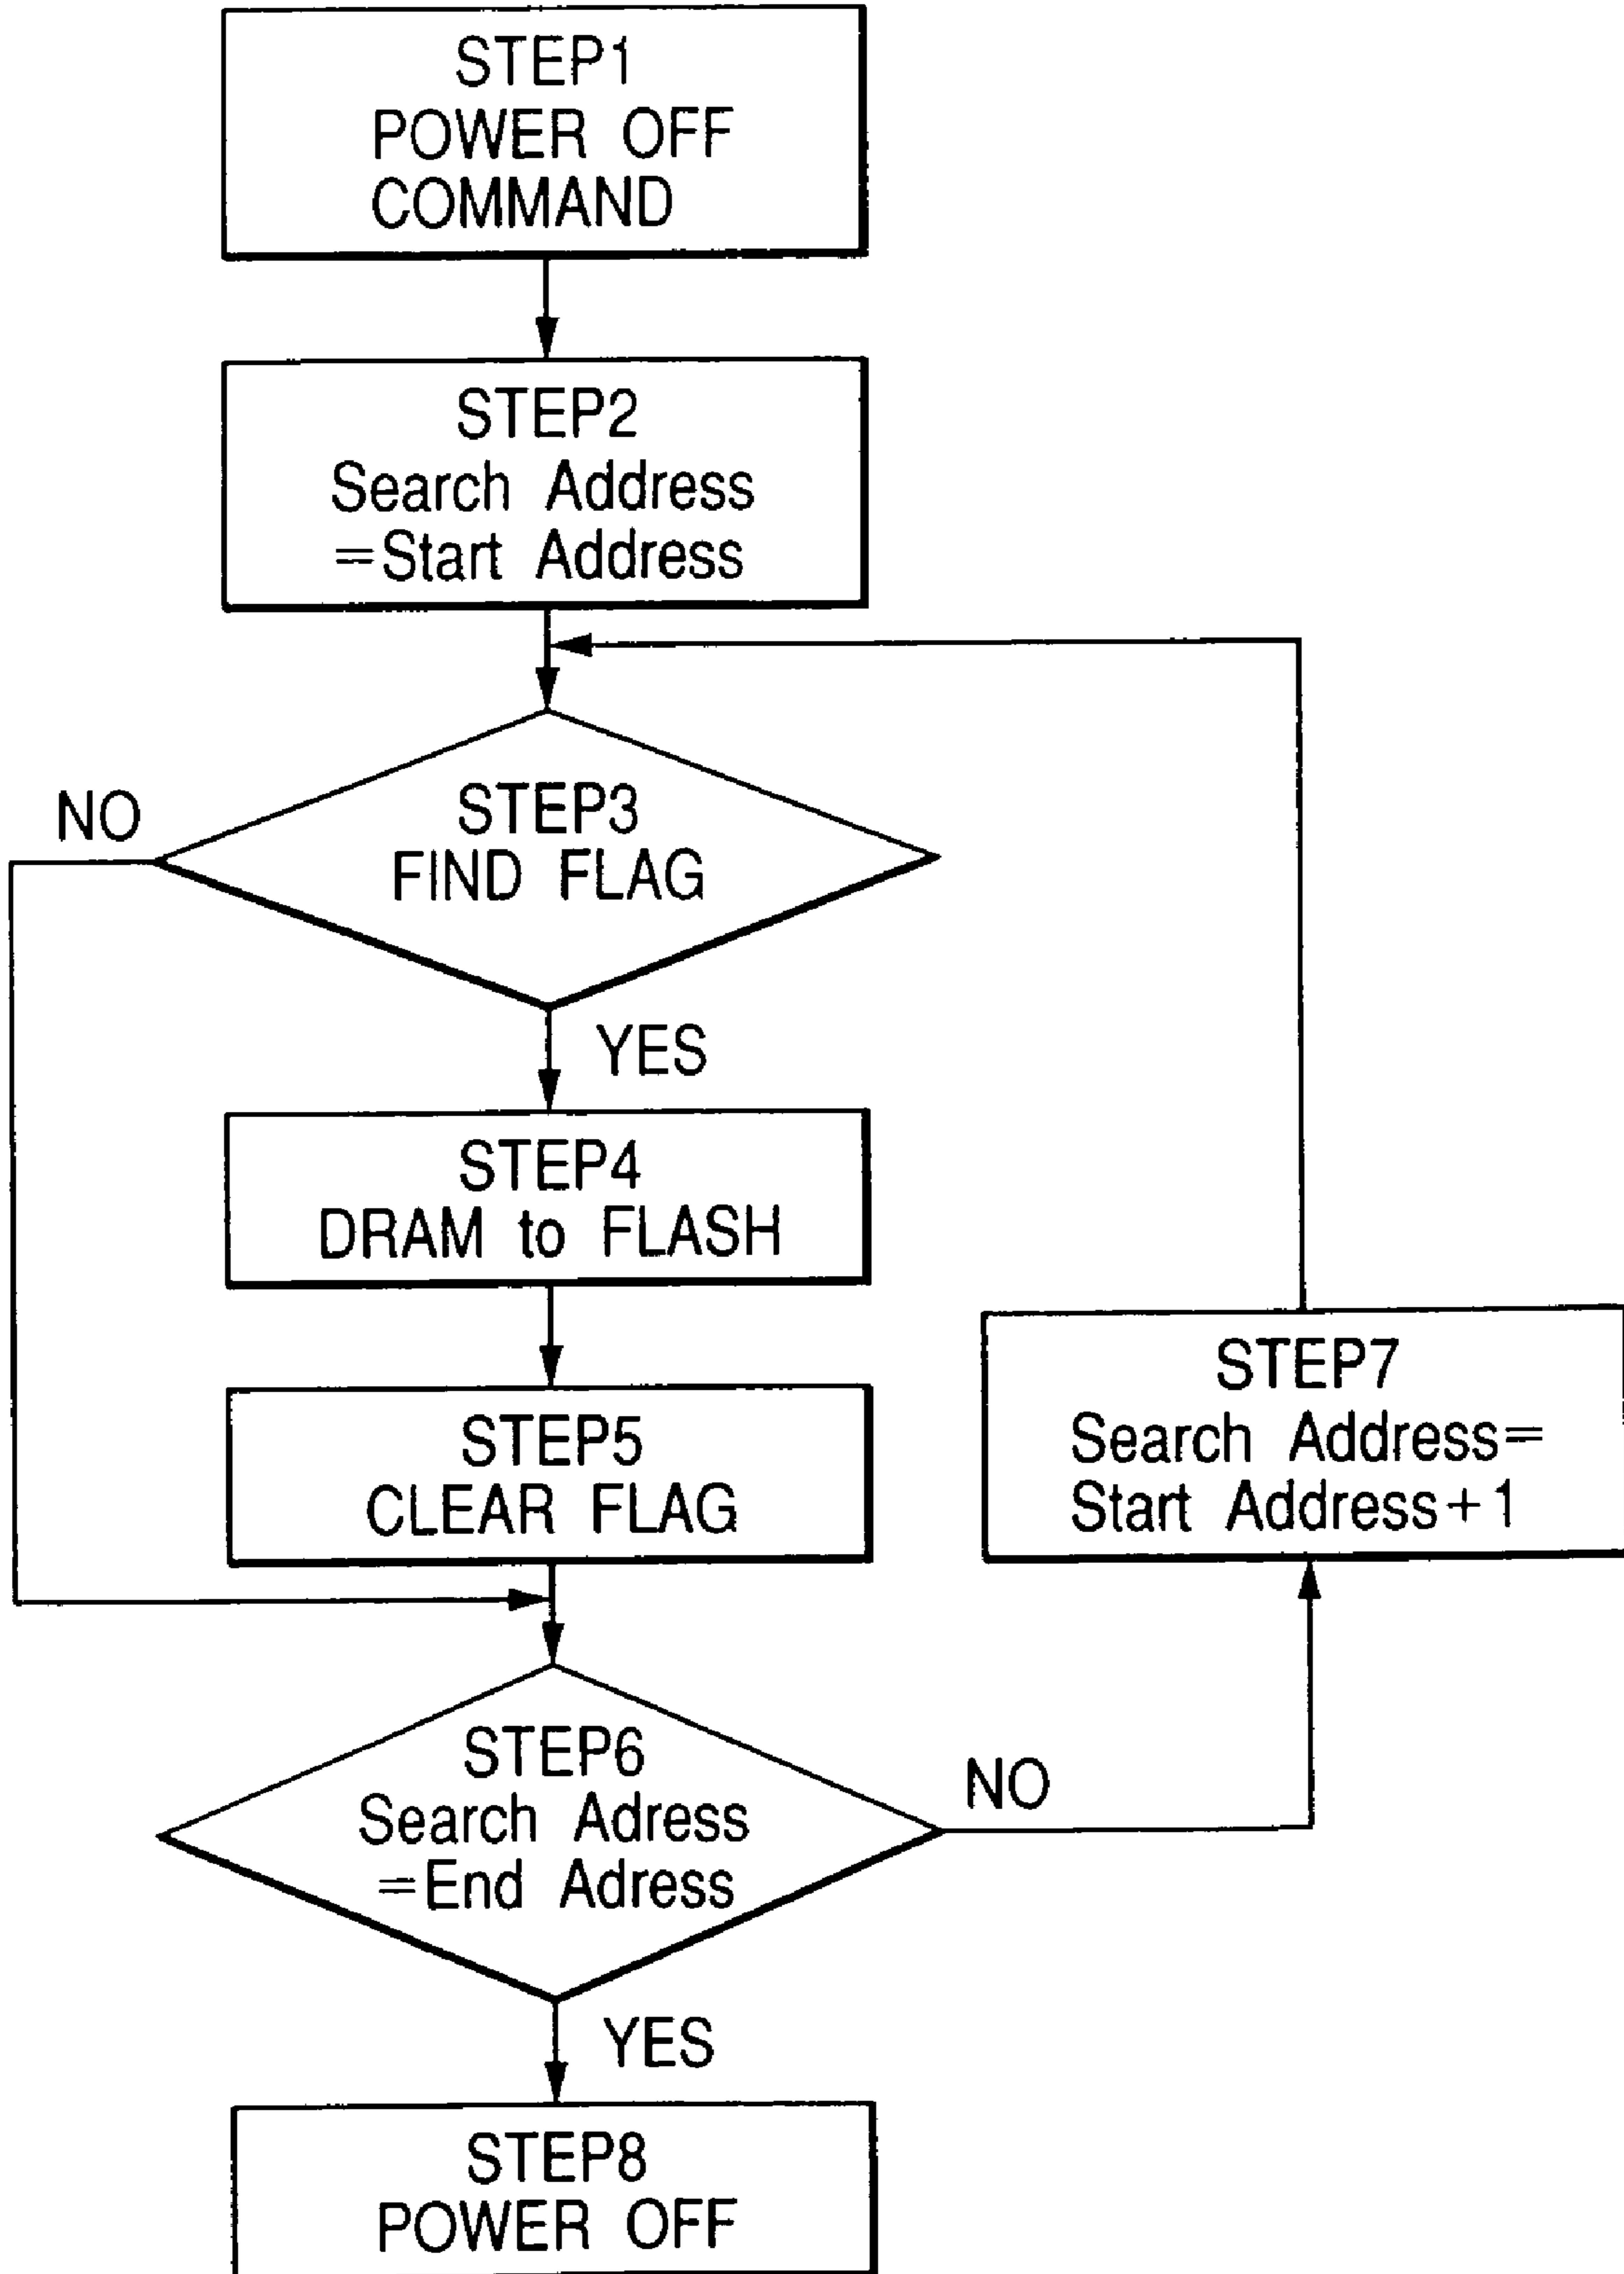 STEP1
POWER OFF
COMMAND
STEP2
Search Address
=Start Address
STEP3
FIND FLAG
NO
YES
STEP4
DRAM to FLASH
STEP5
CLEAR FLAG
STEP7
Search Address=
Start Address+1
STEP6
Search Adress
=End Adress
NO
YES
STEP8
POWER OFF